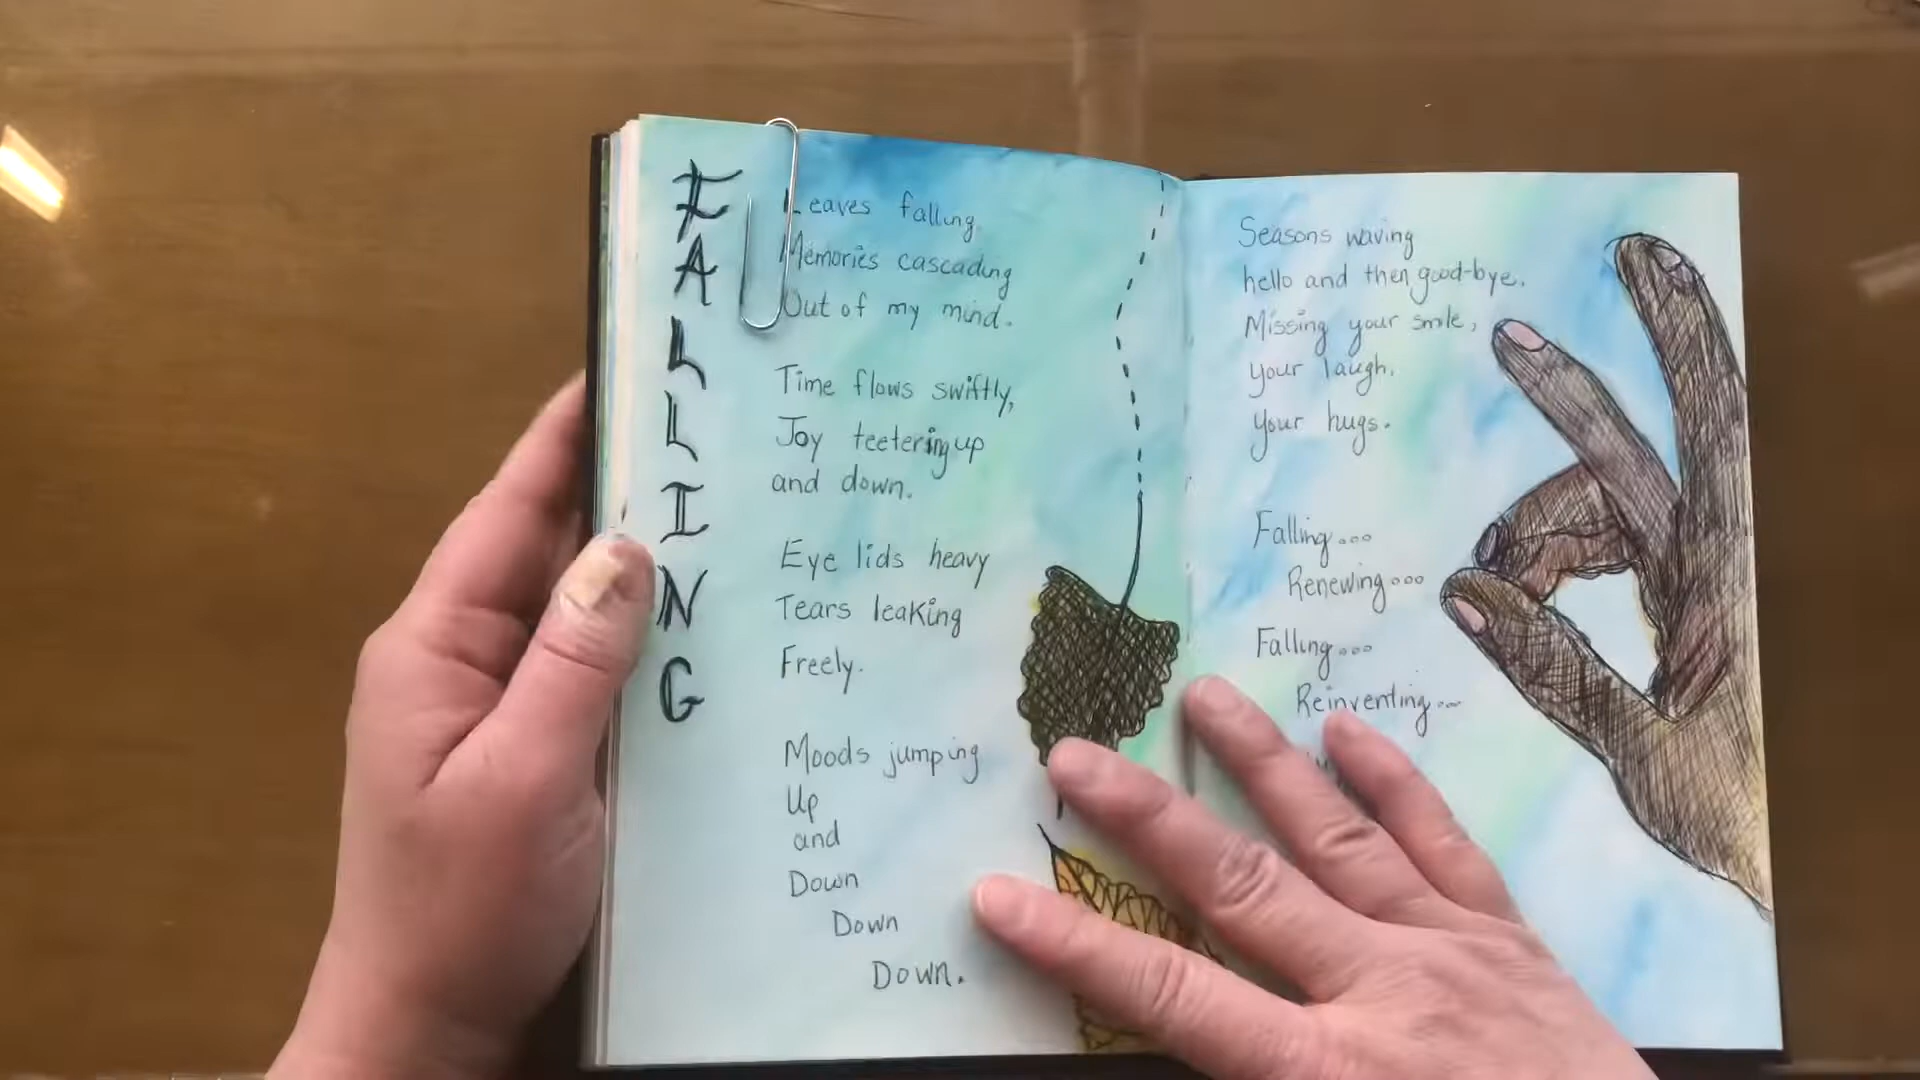 FALLING
Leaves falling
Memories cascading
Out of my mind.
Time flows swiftly,
Joy teetering up
and down.
Eye lids heavy
Tears leaking
Freely.
Moods jumping
Up
and
Down
Down
Down.
Seasons waving
hello and then good-bye.
Missing your smile,
your laugh,
your hugs.
Falling...
Renewing...
Falling...
Reinventing...